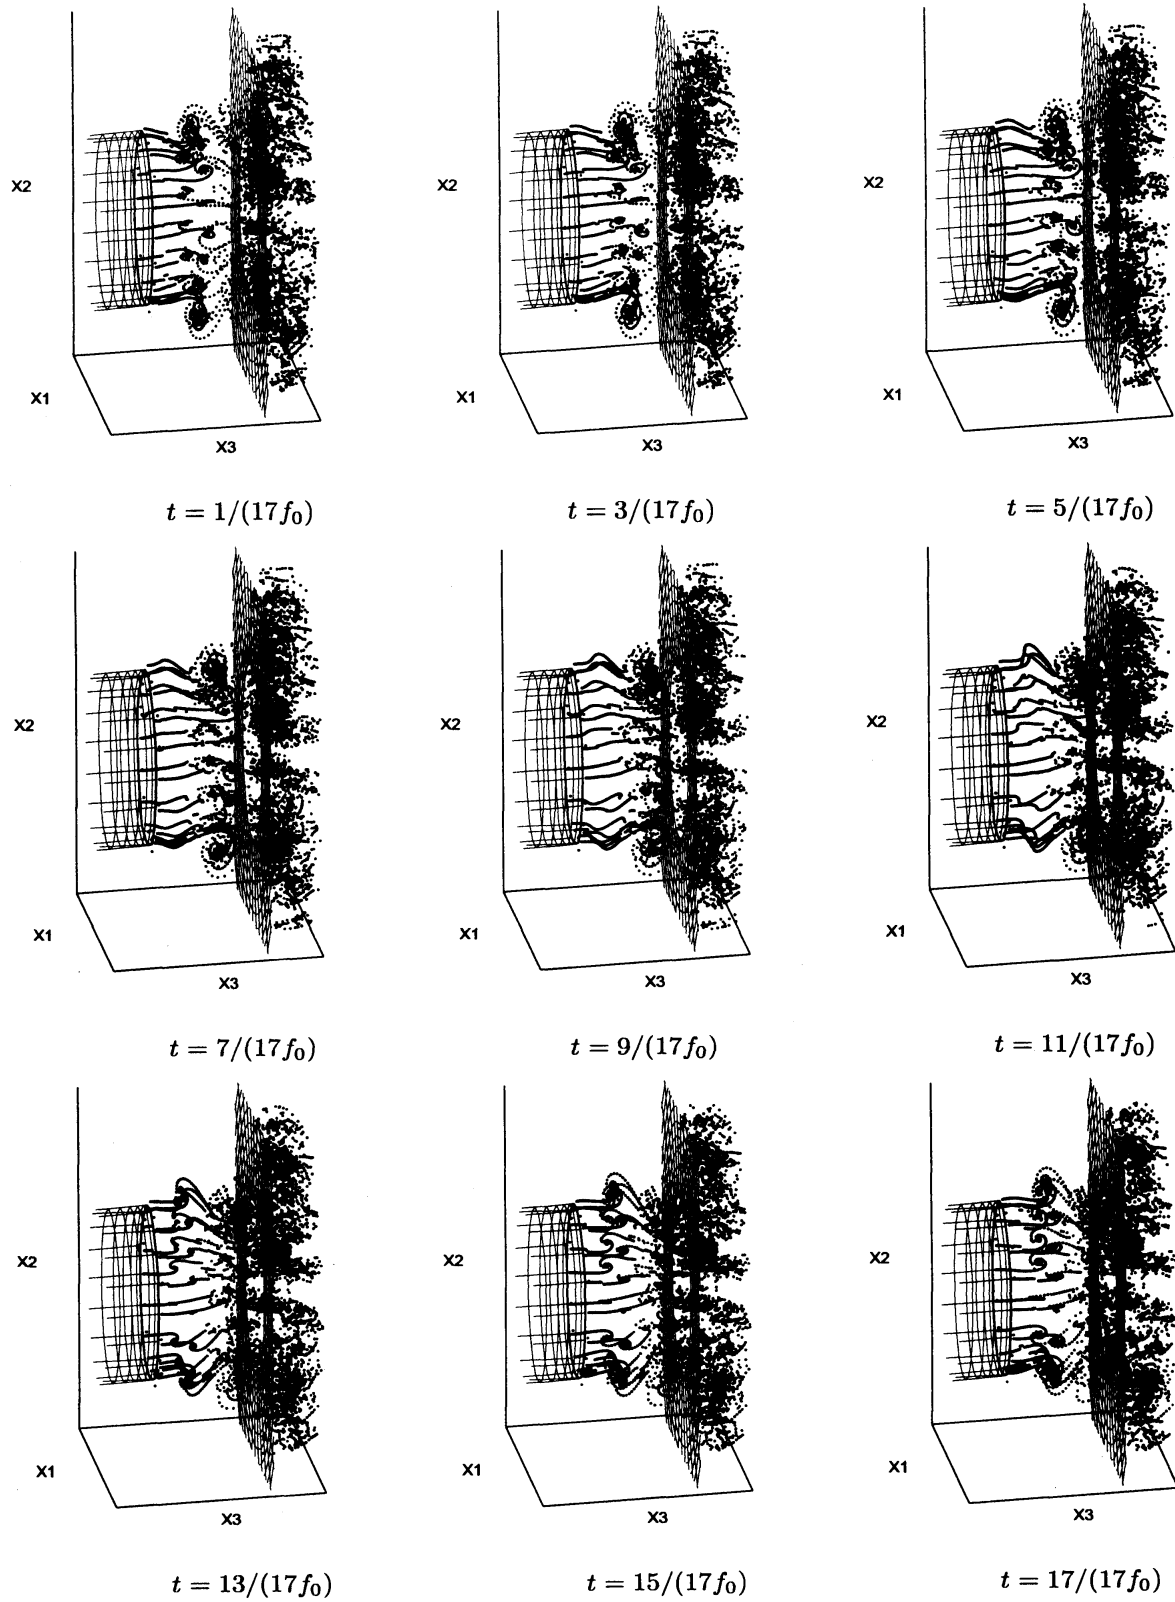 X2 X2 X2
X1 X1 X1
X3 X3 X3
t = 1/(17f₀) t = 3/(17f₀) t = 5/(17f₀)
X2 X2 X2
X1 X1 X1
X3 X3 X3
t = 7/(17f₀) t = 9/(17f₀) t = 11/(17f₀)
X2 X2 X2
X1 X1 X1
X3 X3 X3
t = 13/(17f₀) t = 15/(17f₀) t = 17/(17f₀)